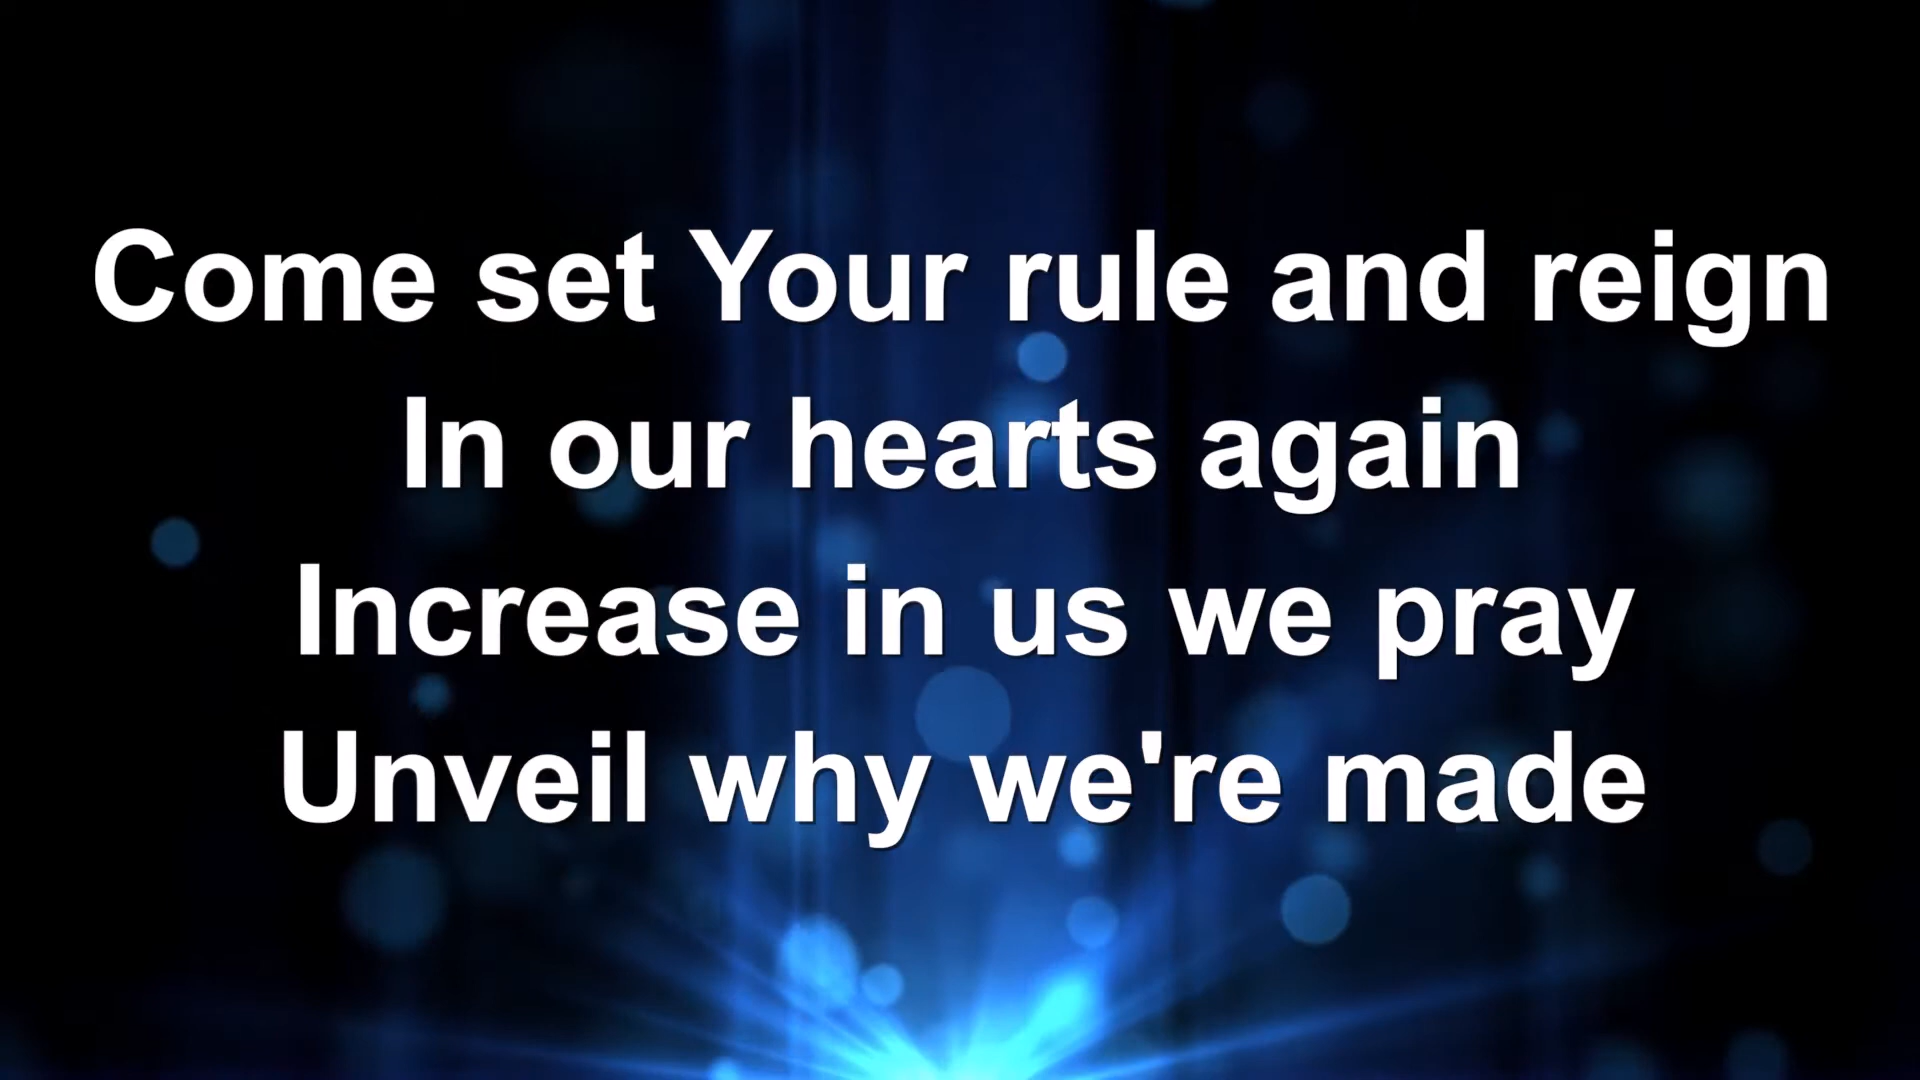 Come set Your rule and reign
In our hearts again
Increase in us we pray
Unveil why we're made